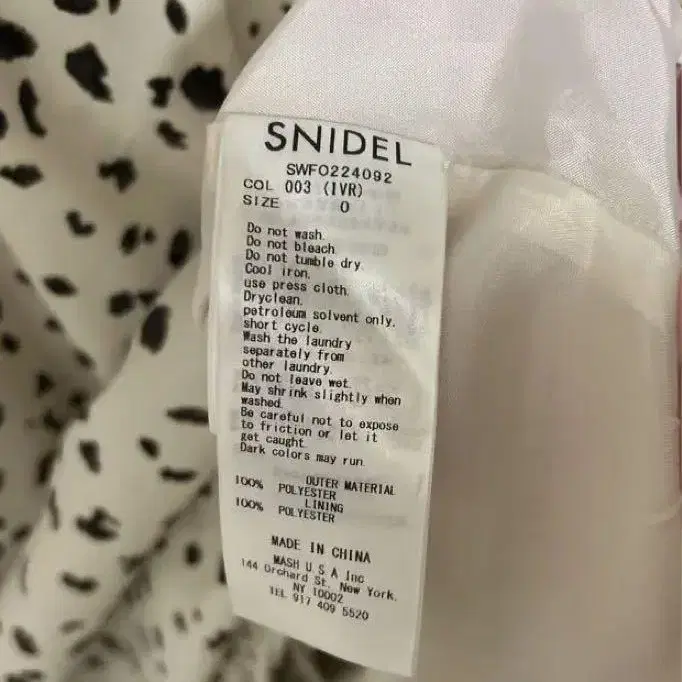 SNIDEL
SWFO224092
COL 003 (IVR)
SIZE 0
Do not wash.
Do not bleach.
Do not tumble dry.
Cool iron.
use press cloth.
Dryclean.
petroleum solvent only.
short cycle.
Wash the laundry
separately from
other laundry.
Do not leave wet.
May shrink slightly when
washed.
Be careful not to expose
to friction or let it
get caught.
Dark colors may run.
OUTER MATERIAL
100% POLYESTER
LINING
100% POLYESTER
MADE IN CHINA
MASH U.S.A Inc
144 Orchard St. New York.
NY 10002
TEL 917 409 5520